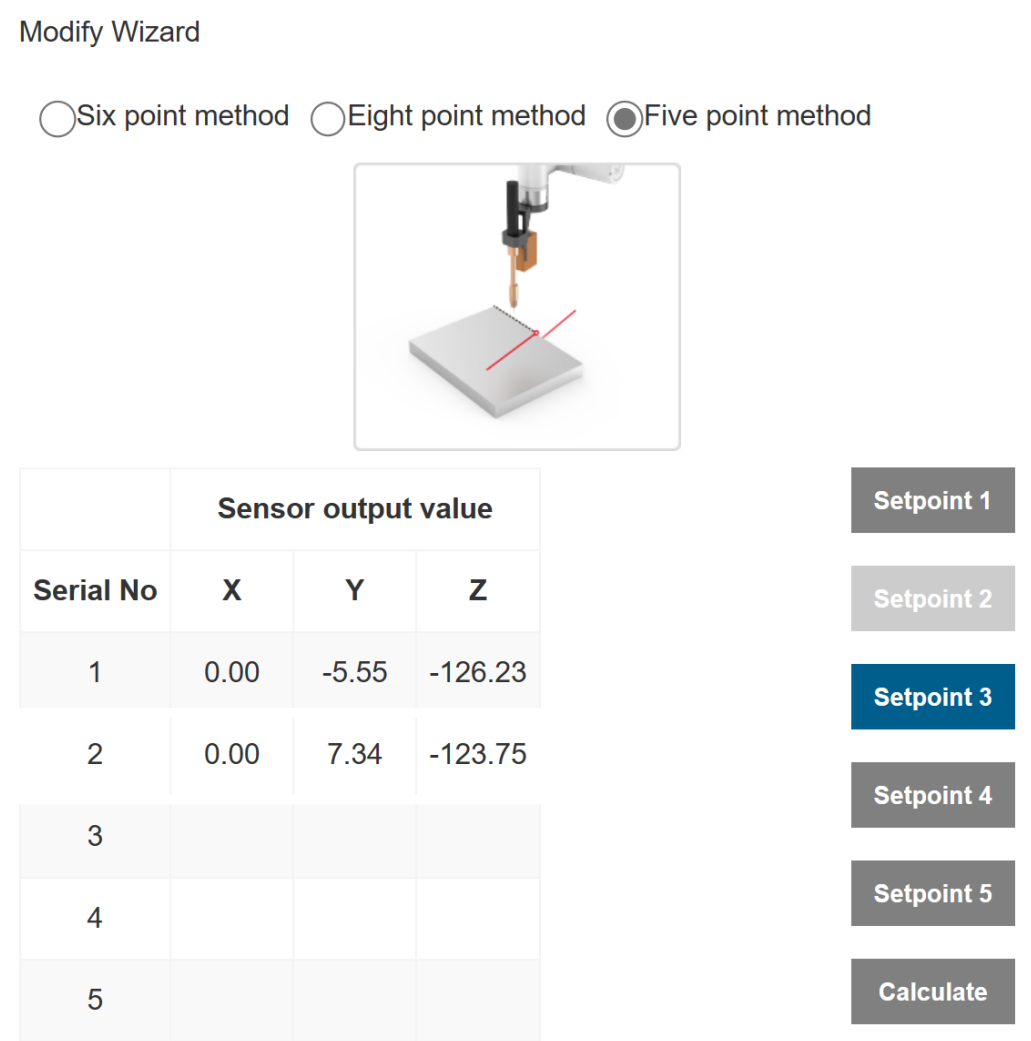 Modify Wizard
Six point method Eight point method Five point method
Sensor output value
Serial No X Y Z
1 0.00 -5.55 -126.23
2 0.00 7.34 -123.75
3
4
5
Setpoint 1
Setpoint 2
Setpoint 3
Setpoint 4
Setpoint 5
Calculate